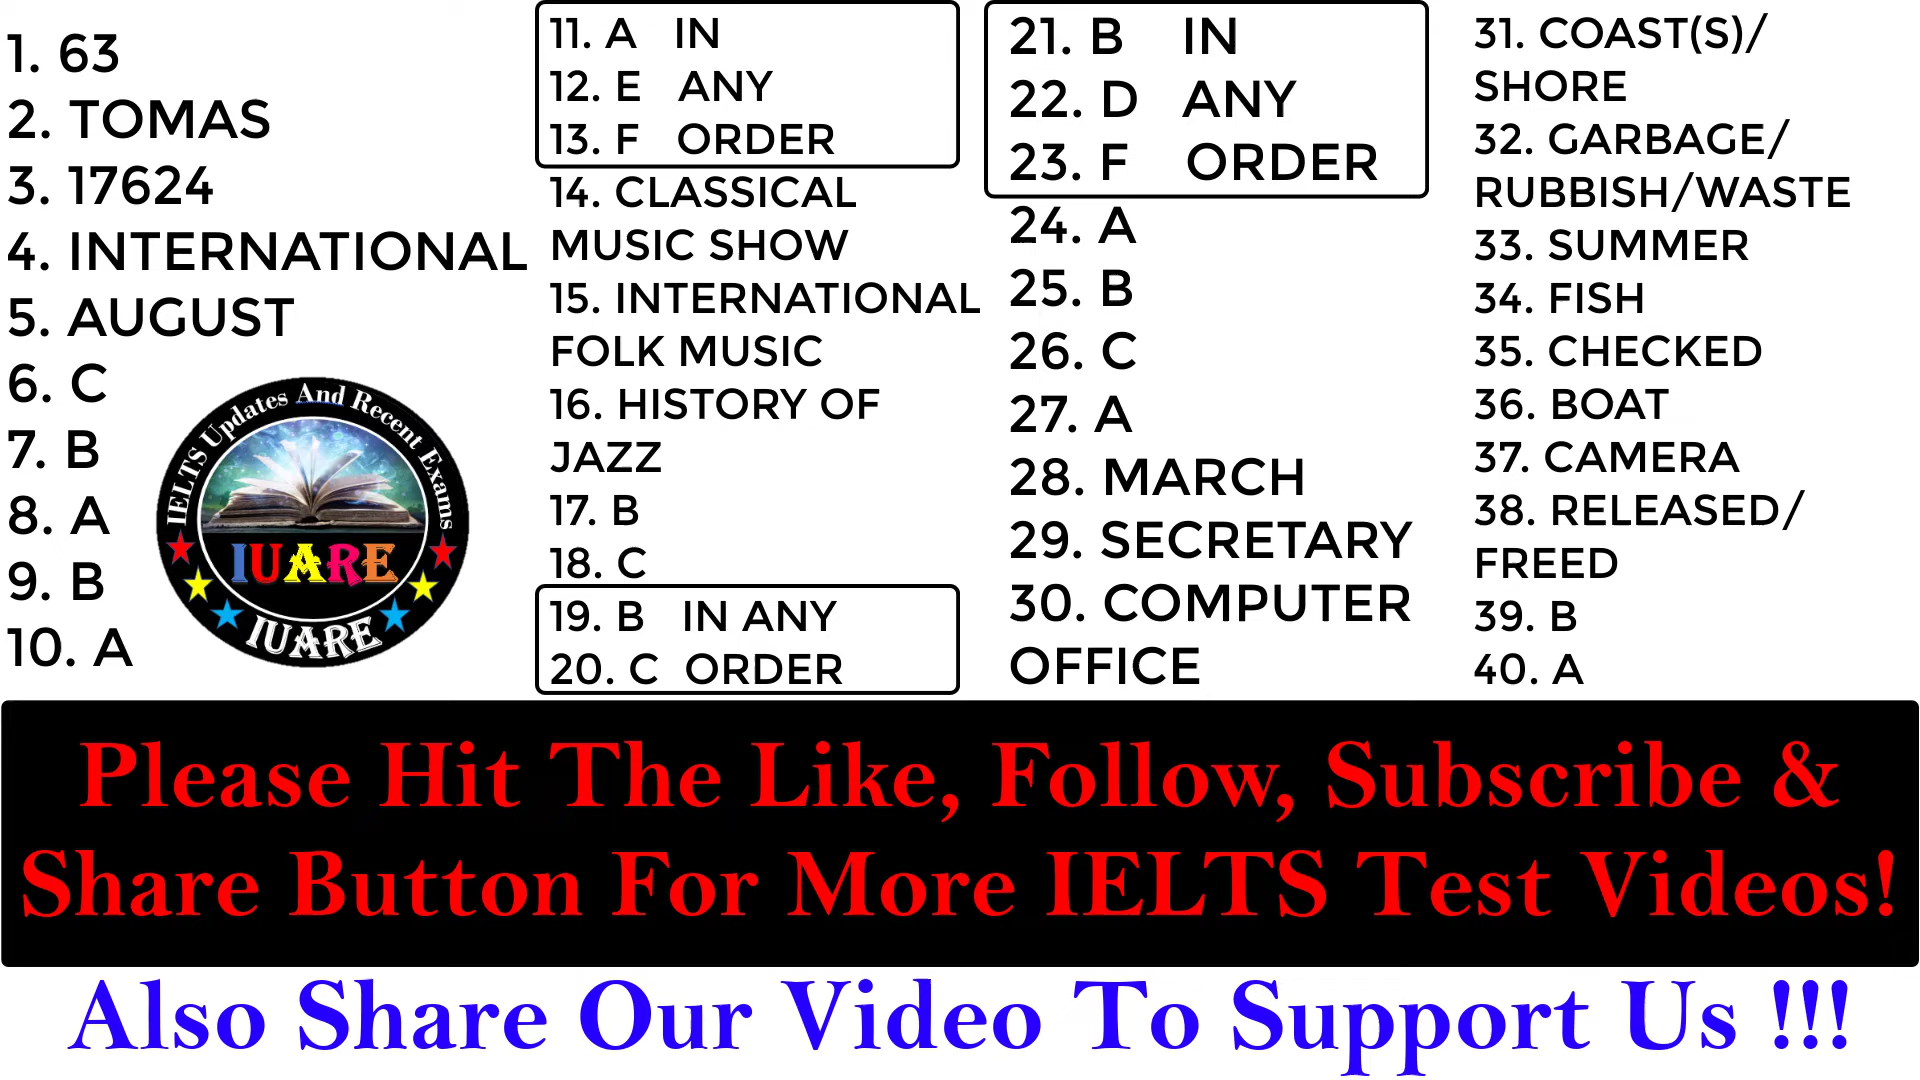 1. 63
2. TOMAS
3. 17624
4. INTERNATIONAL
5. AUGUST
6. C
7. B
8. A
9. B
10. A
IELTS Updates And Recent Exams
IUARE
IUARE
11. A IN
12. E ANY
13. F ORDER
14. CLASSICAL
MUSIC SHOW
15. INTERNATIONAL
FOLK MUSIC
16. HISTORY OF
JAZZ
17. B
18. C
19. B IN ANY
20. C ORDER
21. B IN
22. D ANY
23. F ORDER
24. A
25. B
26. C
27. A
28. MARCH
29. SECRETARY
30. COMPUTER
OFFICE
31. COAST(S)/
SHORE
32. GARBAGE/
RUBBISH/WASTE
33. SUMMER
34. FISH
35. CHECKED
36. BOAT
37. CAMERA
38. RELEASED/
FREED
39. B
40. A
Please Hit The Like, Follow, Subscribe &
Share Button For More IELTS Test Videos!
Also Share Our Video To Support Us !!!